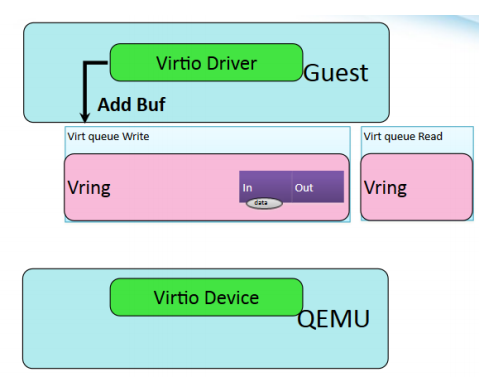 Virtio Driver
Guest
Add Buf
Virt queue Write
Virt queue Read
Vring
In
Out
data
Vring
Virtio Device
QEMU